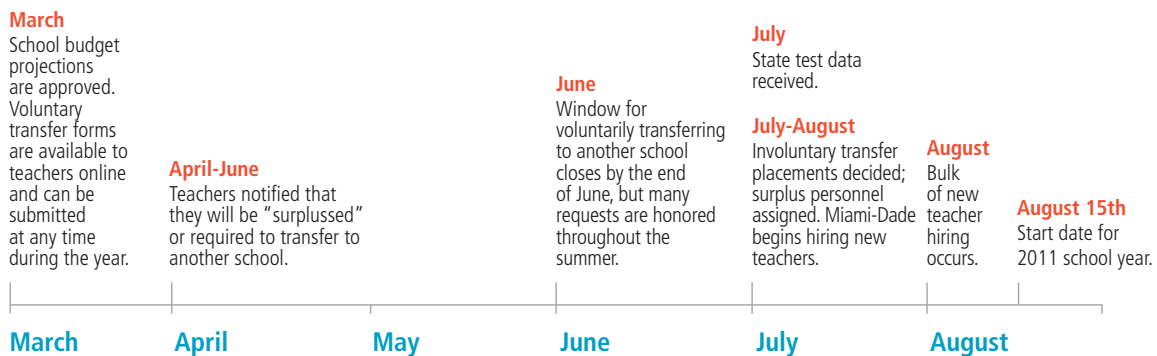 March
School budget
projections
are approved.
Voluntary
transfer forms
are available to
teachers online
and can be
submitted
at any time
during the year.
April-June
Teachers notified that
they will be “surplussed”
or required to transfer to
another school.
June
Window for
voluntarily transferring
to another school
closes by the end
of June, but many
requests are honored
throughout the
summer.
July
State test data
received.
July-August
Involuntary transfer
placements decided;
surplus personnel
assigned. Miami-Dade
begins hiring new
teachers.
August
Bulk
of new
teacher
hiring
occurs.
August 15th
Start date for
2011 school year.
March
April
May
June
July
August